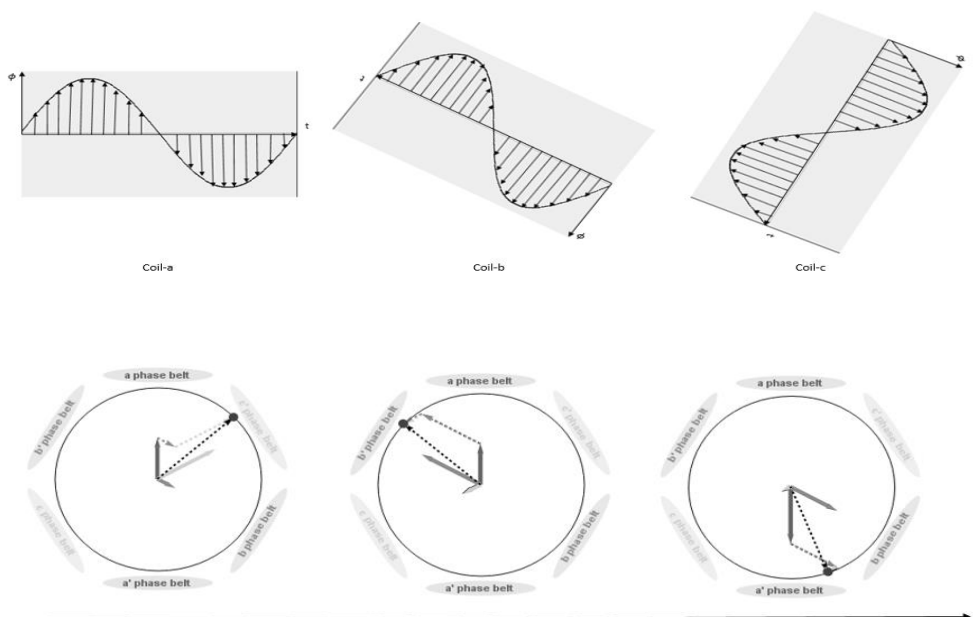 ø
t
t
ø
ø
t
Coil-a
Coil-b
Coil-c
a phase belt
b' phase belt
c' phase belt
c phase belt
b phase belt
a' phase belt
a phase belt
b' phase belt
c' phase belt
c phase belt
b phase belt
a' phase belt
a phase belt
b' phase belt
c' phase belt
c phase belt
b phase belt
a' phase belt